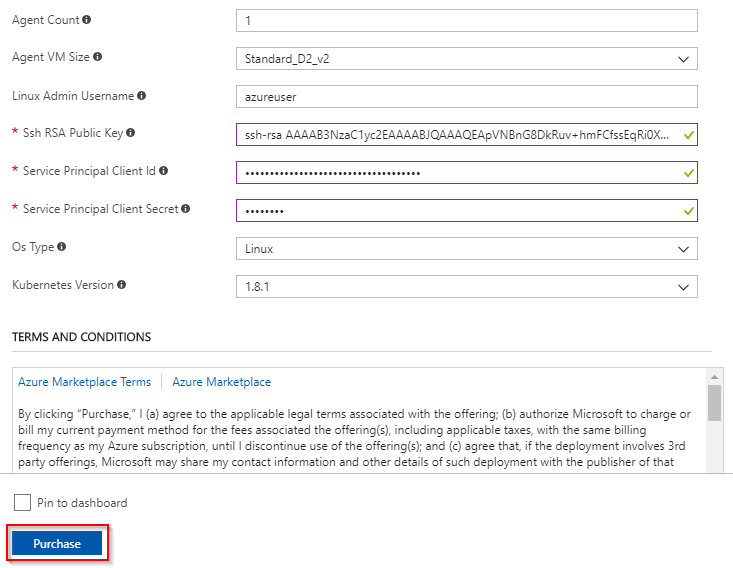 Agent Count 1
Agent VM Size Standard_D2_v2
Linux Admin Username azureuser
* Ssh RSA Public Key ssh-rsa AAAAB3NzaC1yc2EAAAABJQAAAQEApVNBnG8DkRuv+hmFCfssEqRi0X...
* Service Principal Client Id ••••••••••••••••••••••••••••••••••••
* Service Principal Client Secret ••••••••
Os Type Linux
Kubernetes Version 1.8.1
TERMS AND CONDITIONS
Azure Marketplace Terms Azure Marketplace
By clicking “Purchase,” I (a) agree to the applicable legal terms associated with the offering; (b) authorize Microsoft to charge or
bill my current payment method for the fees associated the offering(s), including applicable taxes, with the same billing
frequency as my Azure subscription, until I discontinue use of the offering(s); and (c) agree that, if the deployment involves 3rd
party offerings, Microsoft may share my contact information and other details of such deployment with the publisher of that
Pin to dashboard
Purchase